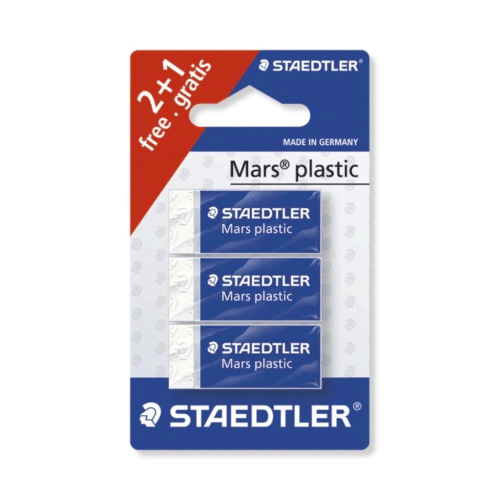 2+1
free . gratis
STAEDTLER®
MADE IN GERMANY
Mars® plastic
STAEDTLER
Mars plastic
STAEDTLER
Mars plastic
STAEDTLER
Mars plastic
STAEDTLER®